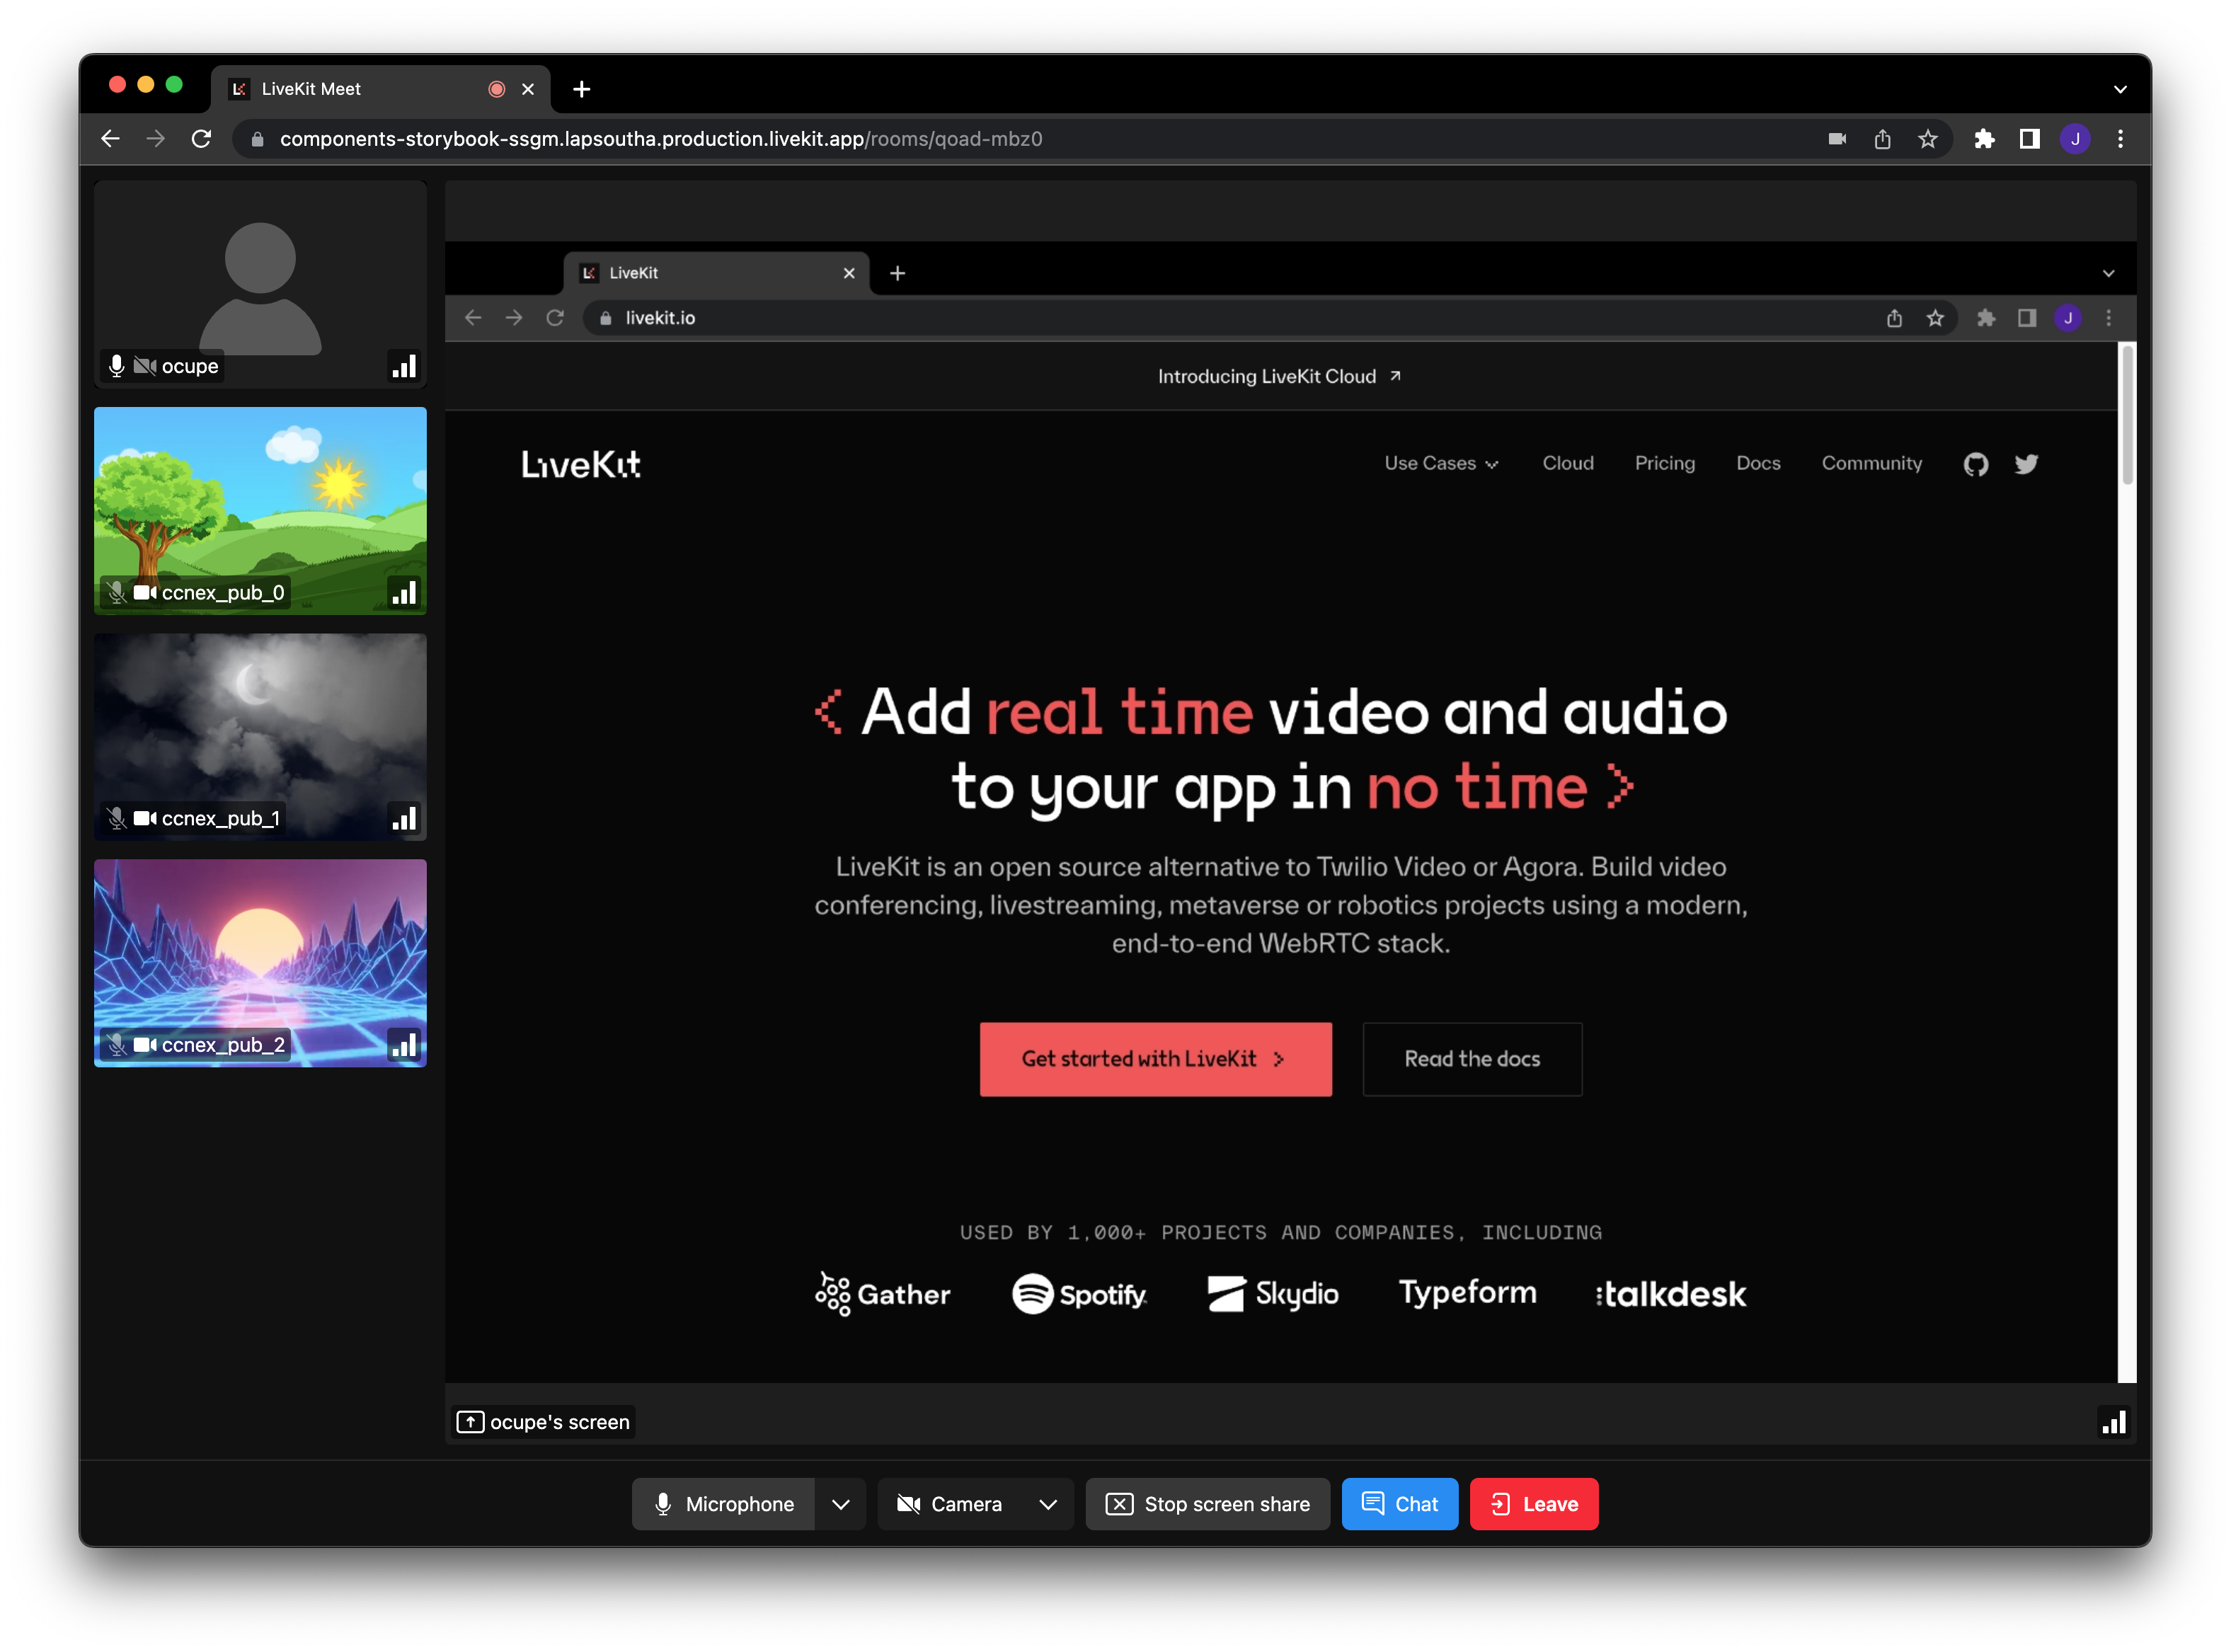 LiveKit Meet
components-storybook-ssgm.lapsoutha.production.livekit.app/rooms/qoad-mbz0
J
ocupe
ccnex_pub_0
ccnex_pub_1
ccnex_pub_2
LiveKit
livekit.io
J
Introducing LiveKit Cloud
LiveKit
Use Cases Cloud Pricing Docs Community
< Add real time video and audio
to your app in no time >
LiveKit is an open source alternative to Twilio Video or Agora. Build video
conferencing, livestreaming, metaverse or robotics projects using a modern,
end-to-end WebRTC stack.
Get started with LiveKit >
Read the docs
USED BY 1,000+ PROJECTS AND COMPANIES, INCLUDING
Gather Spotify Skydio Typeform :talkdesk
ocupe's screen
Microphone Camera Stop screen share Chat Leave